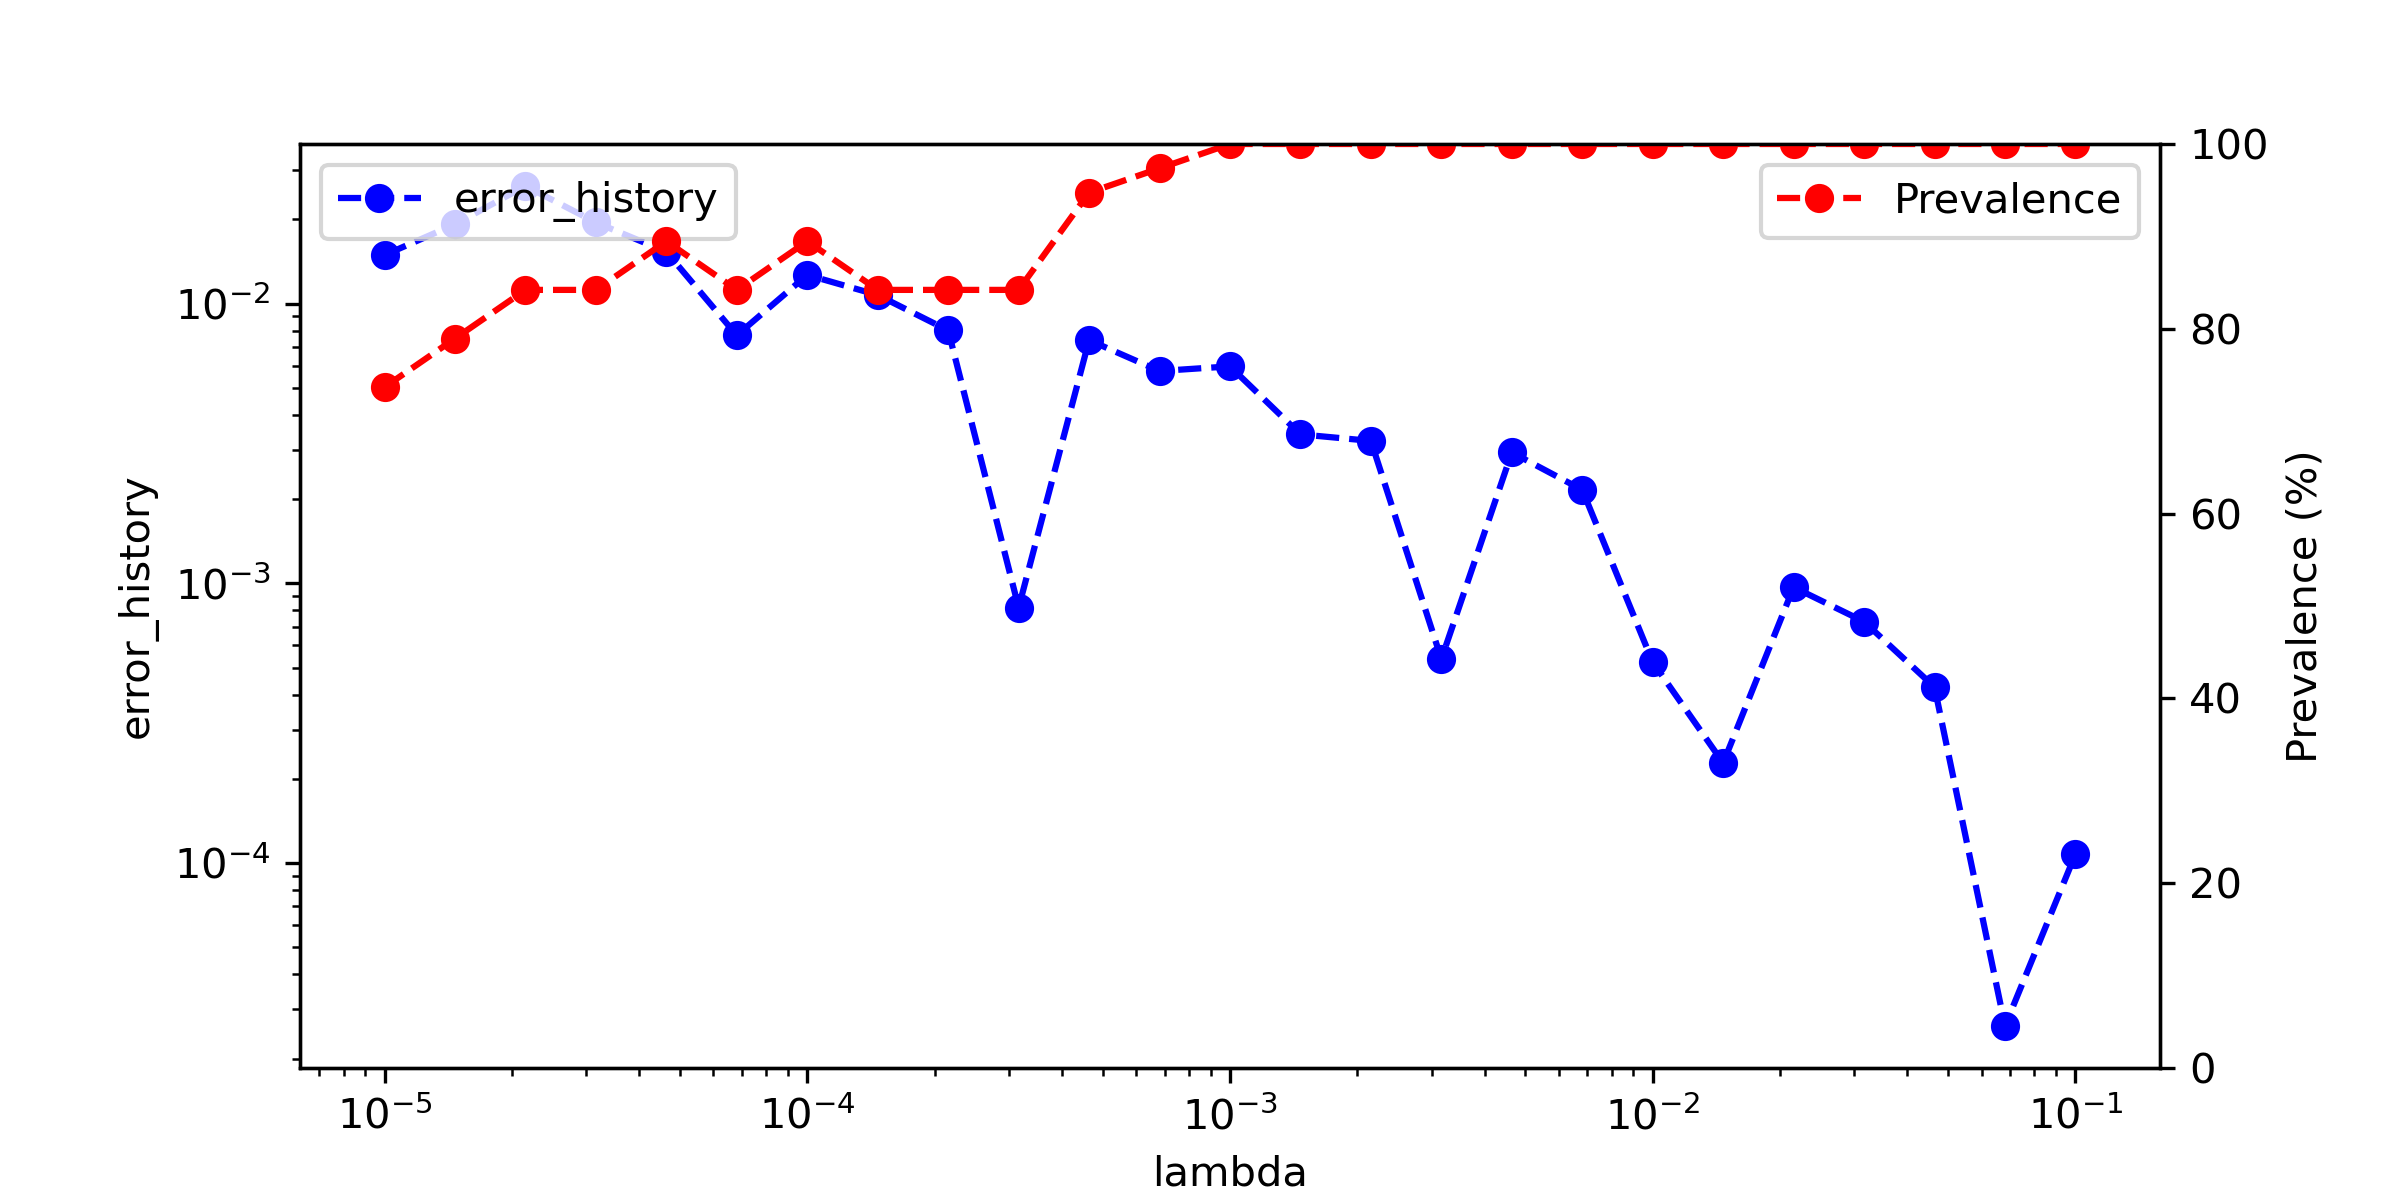 error_history
Prevalence
10⁻²
10⁻³
10⁻⁴
error_history
100
80
60
40
20
0
Prevalence (%)
10⁻⁵
10⁻⁴
10⁻³
10⁻²
10⁻¹
lambda